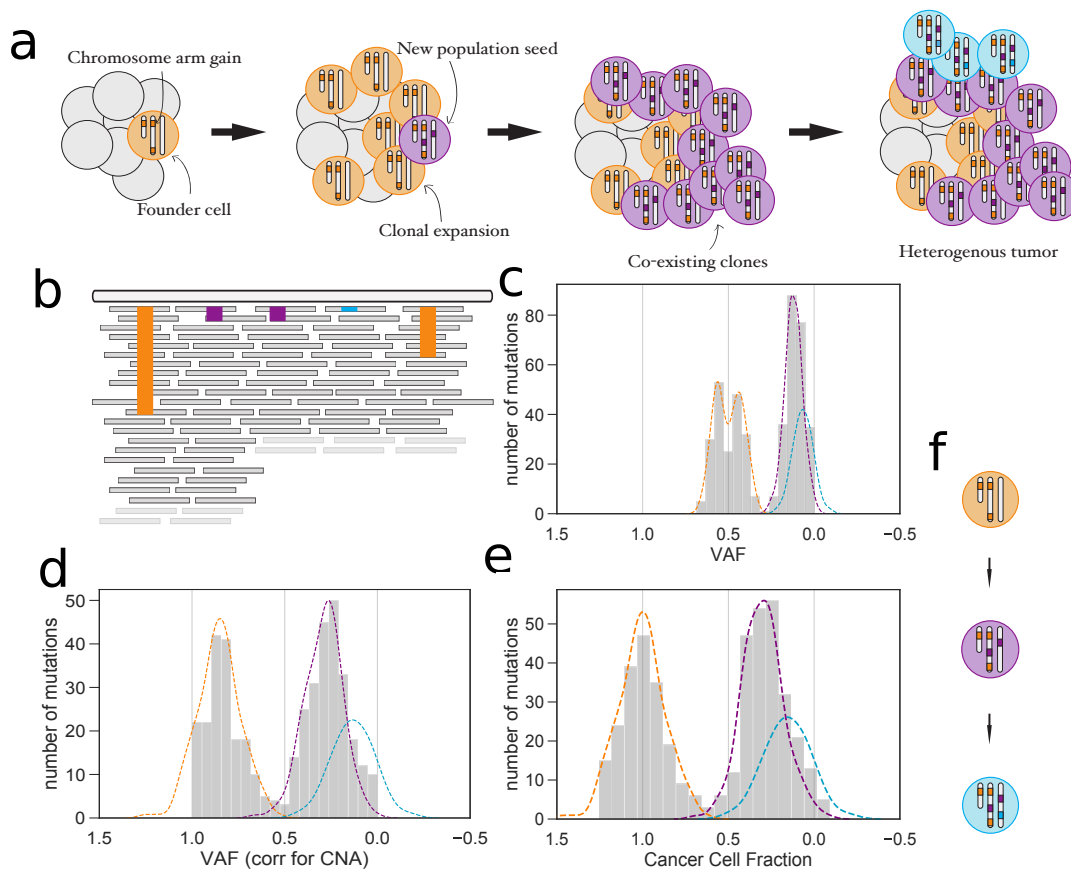 a
Chromosome arm gain
New population seed
Founder cell
Clonal expansion
Co-existing clones
Heterogenous tumor
b
c
number of mutations
80
60
40
20
0
1.5 1.0 0.5 0.0 −0.5
VAF
d
number of mutations
50
40
30
20
10
0
1.5 1.0 0.5 0.0 −0.5
VAF (corr for CNA)
e
number of mutations
50
40
30
20
10
0
1.5 1.0 0.5 0.0 −0.5
Cancer Cell Fraction
f